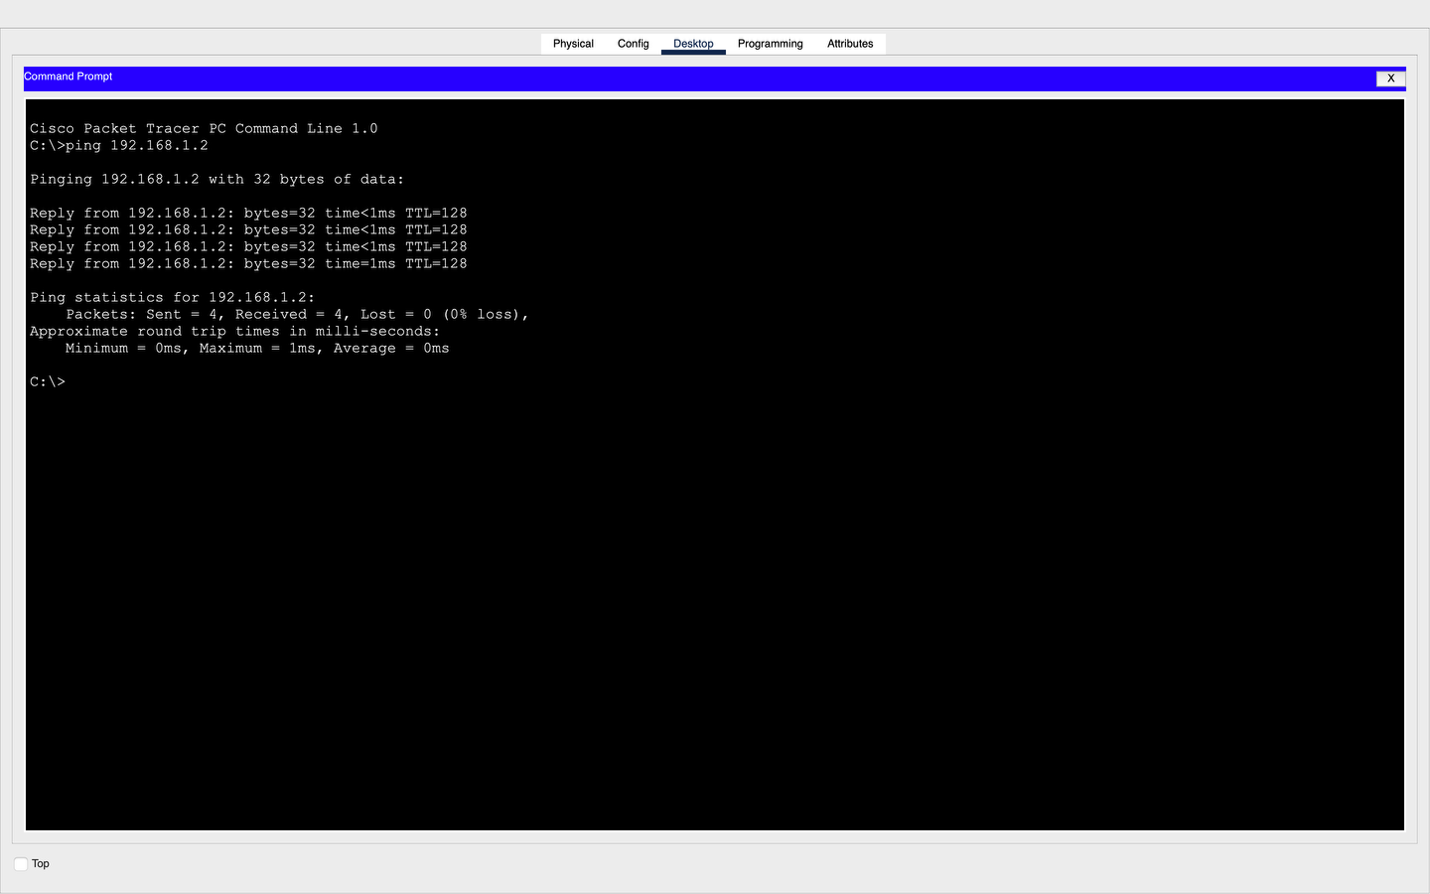 Physical Config Desktop Programming Attributes
Command Prompt X
Cisco Packet Tracer PC Command Line 1.0
C:\>ping 192.168.1.2
Pinging 192.168.1.2 with 32 bytes of data:
Reply from 192.168.1.2: bytes=32 time<1ms TTL=128
Reply from 192.168.1.2: bytes=32 time<1ms TTL=128
Reply from 192.168.1.2: bytes=32 time<1ms TTL=128
Reply from 192.168.1.2: bytes=32 time=1ms TTL=128
Ping statistics for 192.168.1.2:
Packets: Sent = 4, Received = 4, Lost = 0 (0% loss),
Approximate round trip times in milli-seconds:
Minimum = 0ms, Maximum = 1ms, Average = 0ms
C:\>
Top